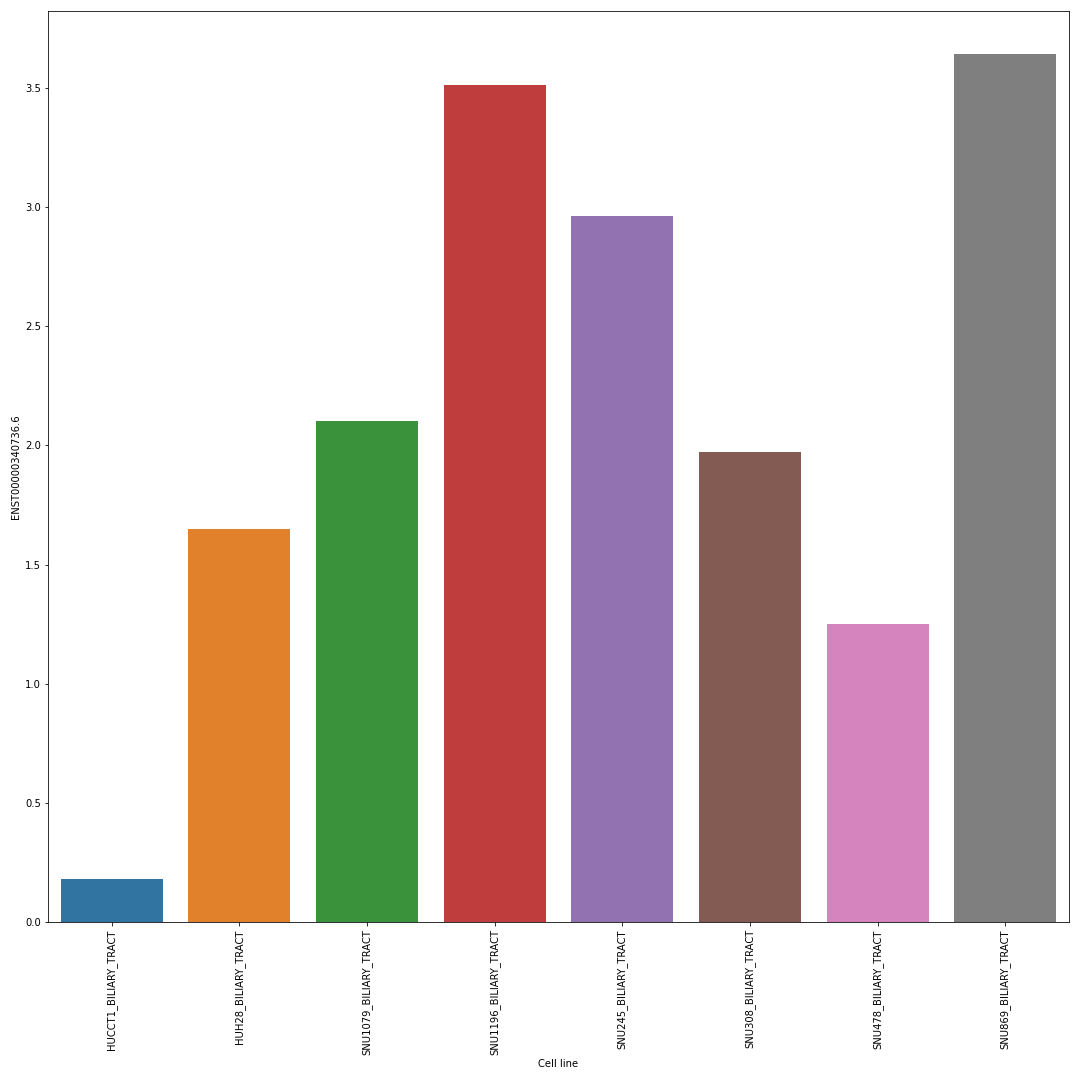 ENST00000340736.6
3.5
3.0
2.5
2.0
1.5
1.0
0.5
0.0
HUCCT1_BILIARY_TRACT
HUH28_BILIARY_TRACT
SNU1079_BILIARY_TRACT
SNU1196_BILIARY_TRACT
SNU245_BILIARY_TRACT
SNU308_BILIARY_TRACT
SNU478_BILIARY_TRACT
SNU869_BILIARY_TRACT
Cell line